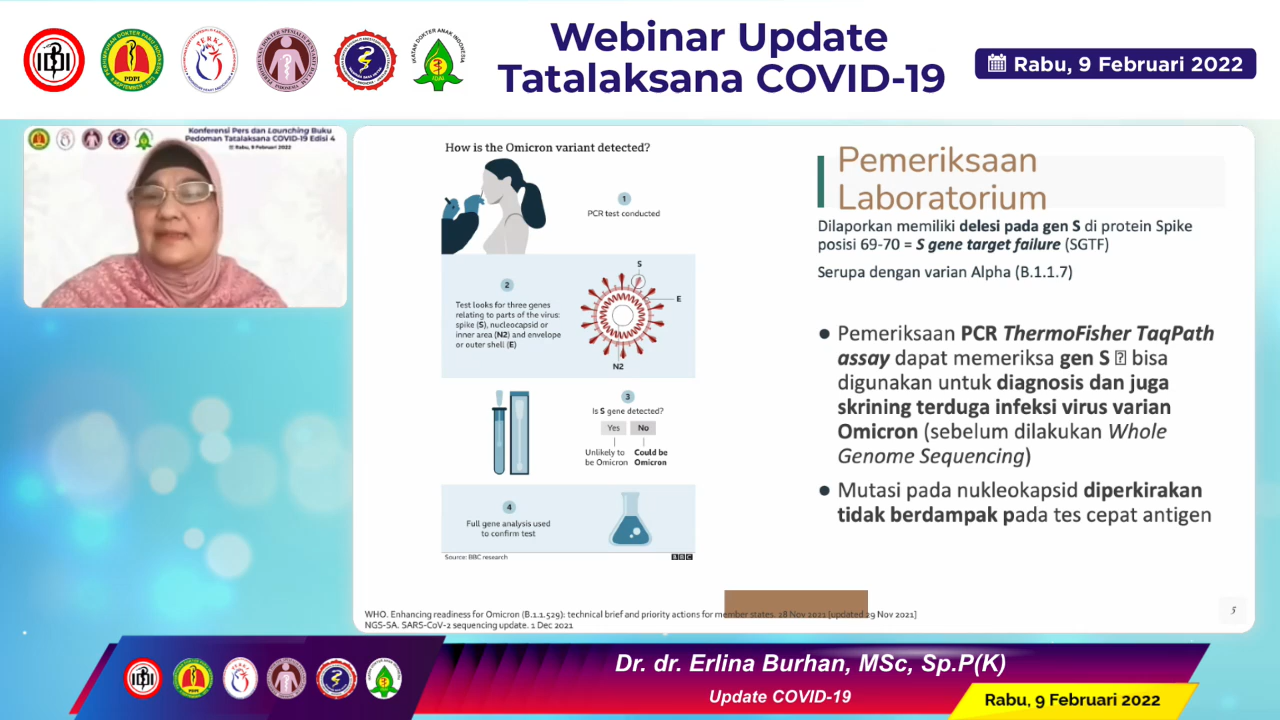 Webinar Update
Tatalaksana COVID-19
Rabu, 9 Februari 2022
IDI
PDPI
PERKI
IDAI
IKATAN DOKTER ANAK INDONESIA
Konferensi Pers dan Launching Buku
Pedoman Tatalaksana COVID-19 Edisi 4
Rabu, 9 Februari 2022
How is the Omicron variant detected?
1
PCR test conducted
2
Test looks for three genes
relating to parts of the virus:
spike (S), nucleocapsid or
inner area (N2) and envelope
or outer shell (E)
S
E
N2
3
Is S gene detected?
Yes No
Unlikely to
be Omicron
Could be
Omicron
4
Full gene analysis used
to confirm test
Source: BBC research
BBC
Pemeriksaan
Laboratorium
Dilaporkan memiliki delesi pada gen S di protein Spike
posisi 69-70 = S gene target failure (SGTF)
Serupa dengan varian Alpha (B.1.1.7)
● Pemeriksaan PCR ThermoFisher TaqPath
assay dapat memeriksa gen S bisa
digunakan untuk diagnosis dan juga
skrining terduga infeksi virus varian
Omicron (sebelum dilakukan Whole
Genome Sequencing)
● Mutasi pada nukleokapsid diperkirakan
tidak berdampak pada tes cepat antigen
WHO. Enhancing readiness for Omicron (B.1.1.529): technical brief and priority actions for member states. 28 Nov 2021 [updated 29 Nov 2021]
NGS-SA. SARS-CoV-2 sequencing update. 1 Dec 2021
5
Dr. dr. Erlina Burhan, MSc, Sp.P(K)
Update COVID-19
Rabu, 9 Februari 2022